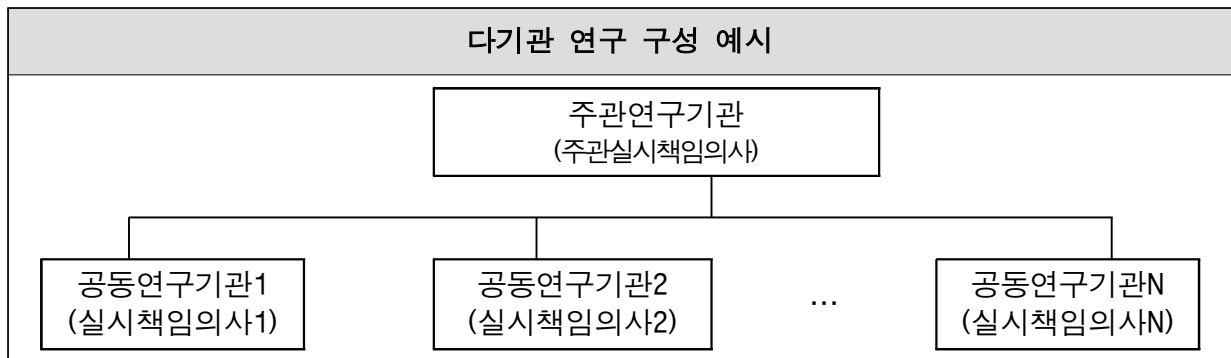 다기관 연구 구성 예시
주관연구기관
(주관실시책임의사)
공동연구기관1
(실시책임의사1)
공동연구기관2
(실시책임의사2)
...
공동연구기관N
(실시책임의사N)